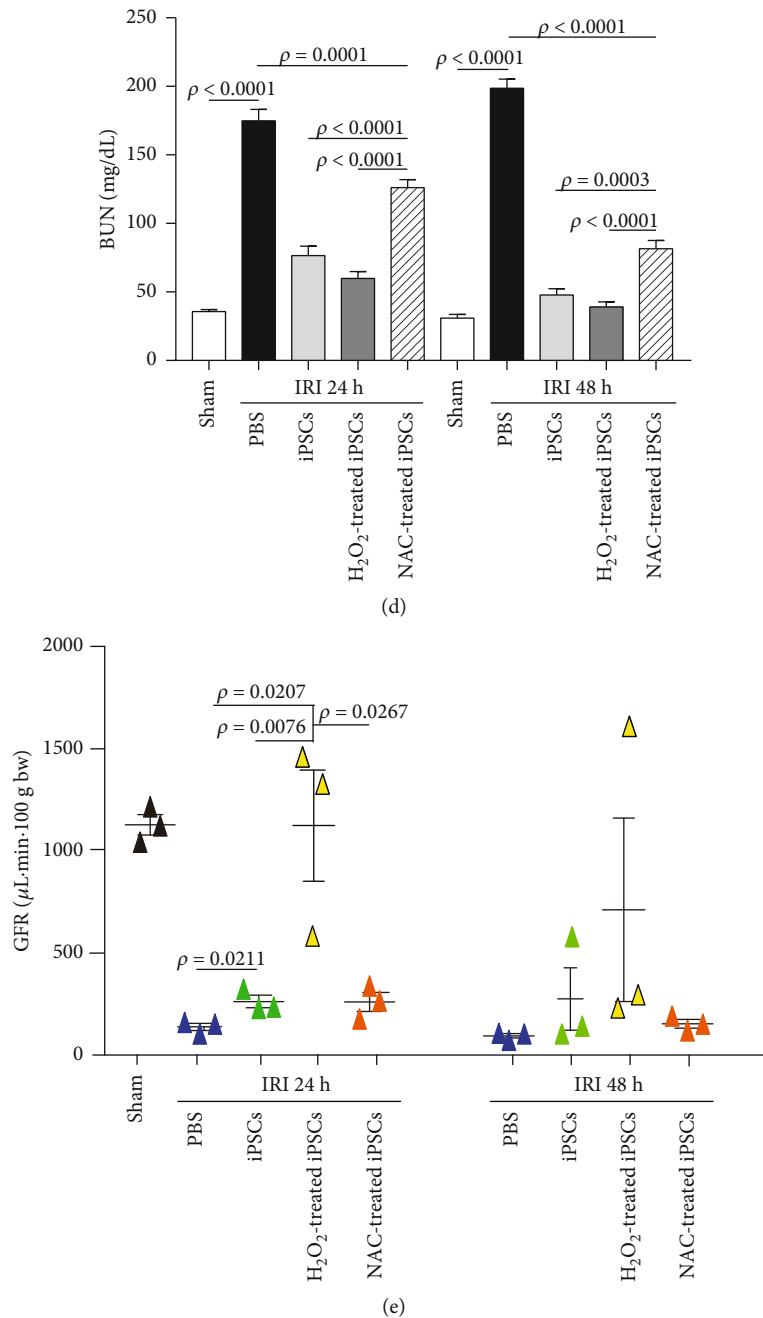 250
200
150
100
50
0
BUN (mg/dL)
ρ < 0.0001
ρ = 0.0001
ρ < 0.0001
ρ < 0.0001
ρ < 0.0001
ρ < 0.0001
ρ = 0.0003
ρ < 0.0001
Sham
IRI 24 h
PBS
iPSCs
H₂O₂-treated iPSCs
NAC-treated iPSCs
Sham
IRI 48 h
PBS
iPSCs
H₂O₂-treated iPSCs
NAC-treated iPSCs
(d)
2000
1500
1000
500
0
GFR (μL·min·100 g bw)
ρ = 0.0207
ρ = 0.0076
ρ = 0.0267
ρ = 0.0211
Sham
IRI 24 h
PBS
iPSCs
H₂O₂-treated iPSCs
NAC-treated iPSCs
IRI 48 h
PBS
iPSCs
H₂O₂-treated iPSCs
NAC-treated iPSCs
(e)